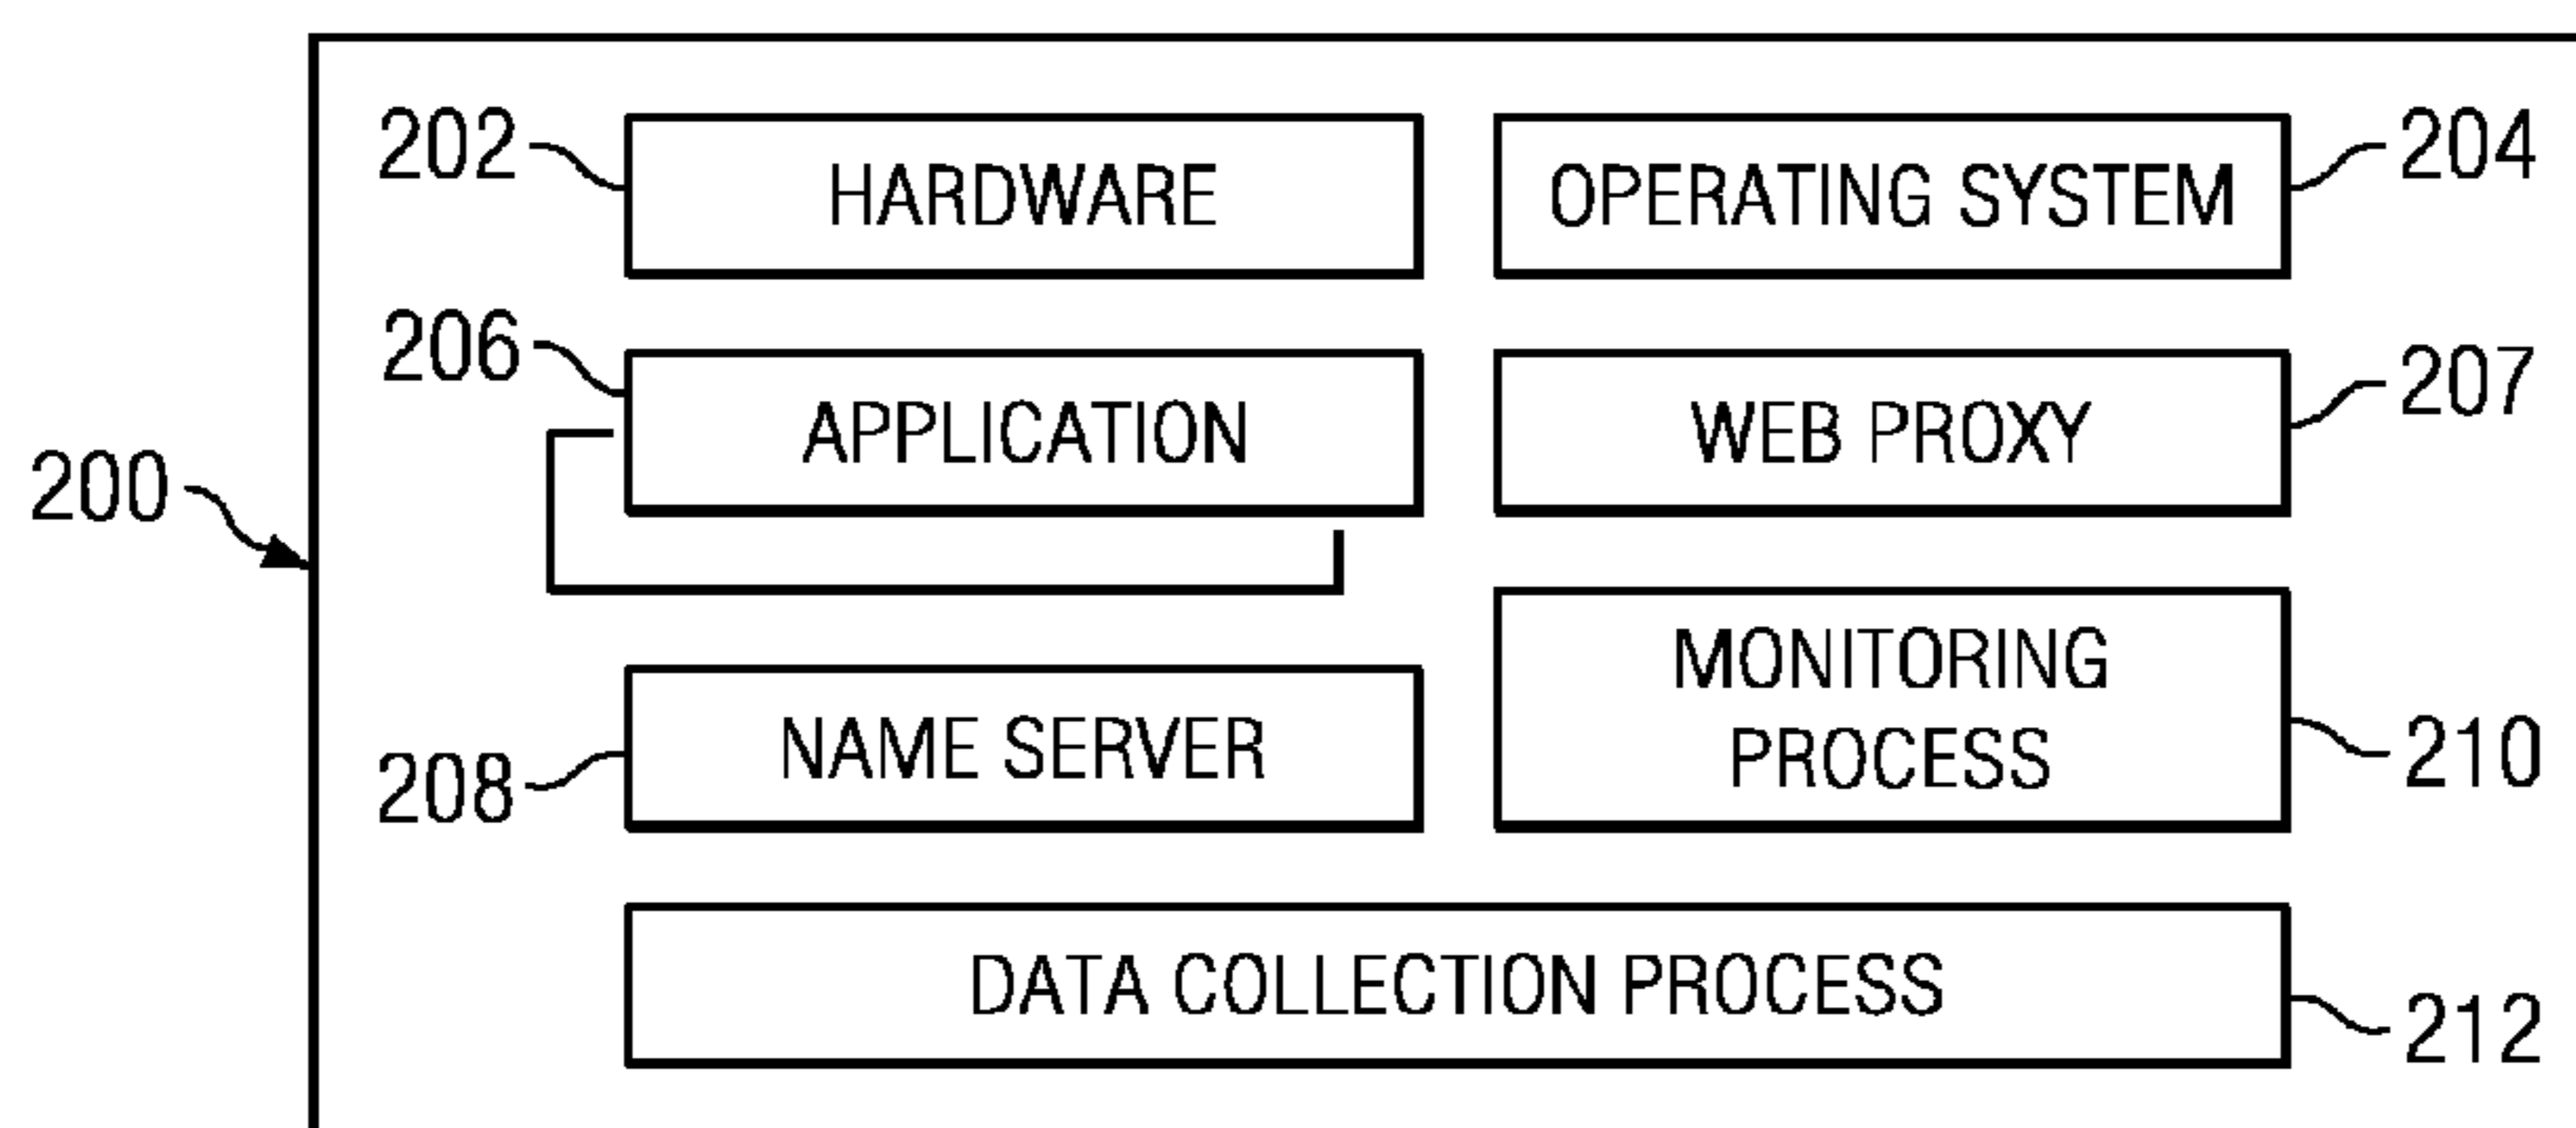 202
HARDWARE
OPERATING SYSTEM
204
206
APPLICATION
WEB PROXY
207
200
208
NAME SERVER
MONITORING
PROCESS
210
DATA COLLECTION PROCESS
212